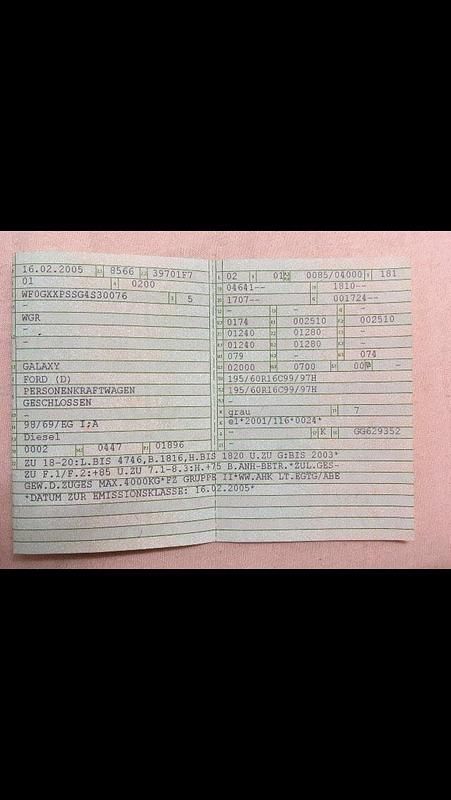 16.02.2005 8566 39701F7
01 0200
WF0GXXPSSG4S30076 5
-
WGR
-
-
GALAXY
FORD (D)
PERSONENKRAFTWAGEN
GESCHLOSSEN
-
98/69/EG I;A
Diesel
0002 0447 01896
02 01 0085/04000 181
04641-- 1810--
1707-- 001724--
- - -
0174 002510 002510
01240 01280 -
01240 01280 -
079 - 074
02000 0700 00 -
195/60R16C99/97H
195/60R16C99/97H
-
grau 7
e1*2001/116*0024*
- K GG629352
-
ZU 18-20:L.BIS 4746,B.1816,H.BIS 1820 U.ZU G:BIS 2003*
ZU F.1/F.2:+85 U.ZU 7.1-8.3:H.+75 B.ANH-BETR.*ZUL.GES-
GEW.D.ZUGES MAX.4000KG*FZ GRUPPE II*WW.AHK LT.EGTG/ABE
*DATUM ZUR EMISSIONSKLASSE: 16.02.2005*